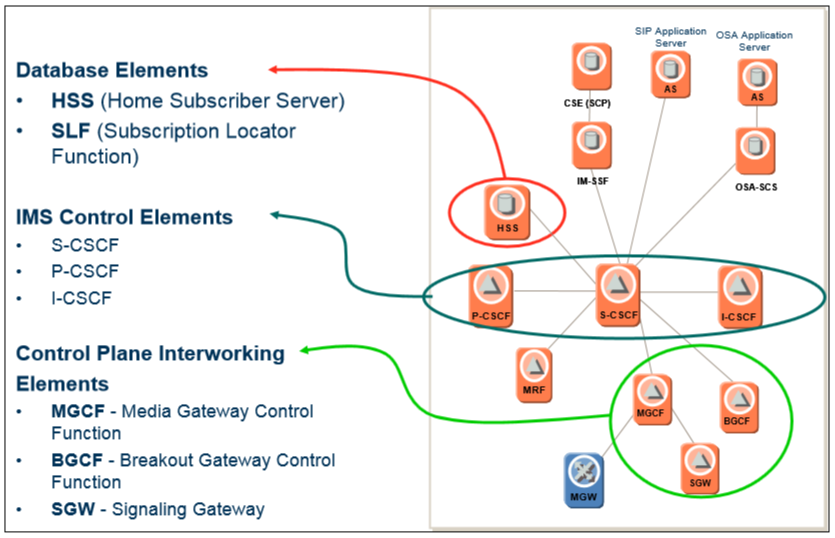 Database Elements
• HSS (Home Subscriber Server)
• SLF (Subscription Locator
Function)
IMS Control Elements
• S-CSCF
• P-CSCF
• I-CSCF
Control Plane Interworking
Elements
• MGCF - Media Gateway Control
Function
• BGCF - Breakout Gateway Control
Function
• SGW - Signaling Gateway
SIP Application
Server
OSA Application
Server
CSE (SCP)
AS
AS
IM-SSF
OSA-SCS
HSS
P-CSCF
S-CSCF
I-CSCF
MRF
MGCF
BGCF
MGW
SGW